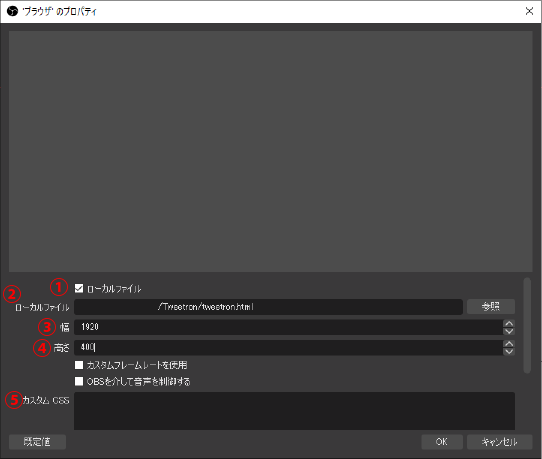 'ブラウザ' のプロパティ
① ローカルファイル
② ローカルファイル /Tweetron/tweetron.html 参照
③ 幅 1920
④ 高さ 400
カスタムフレームレートを使用
OBSを介して音声を制御する
⑤ カスタム CSS
既定値 OK キャンセル